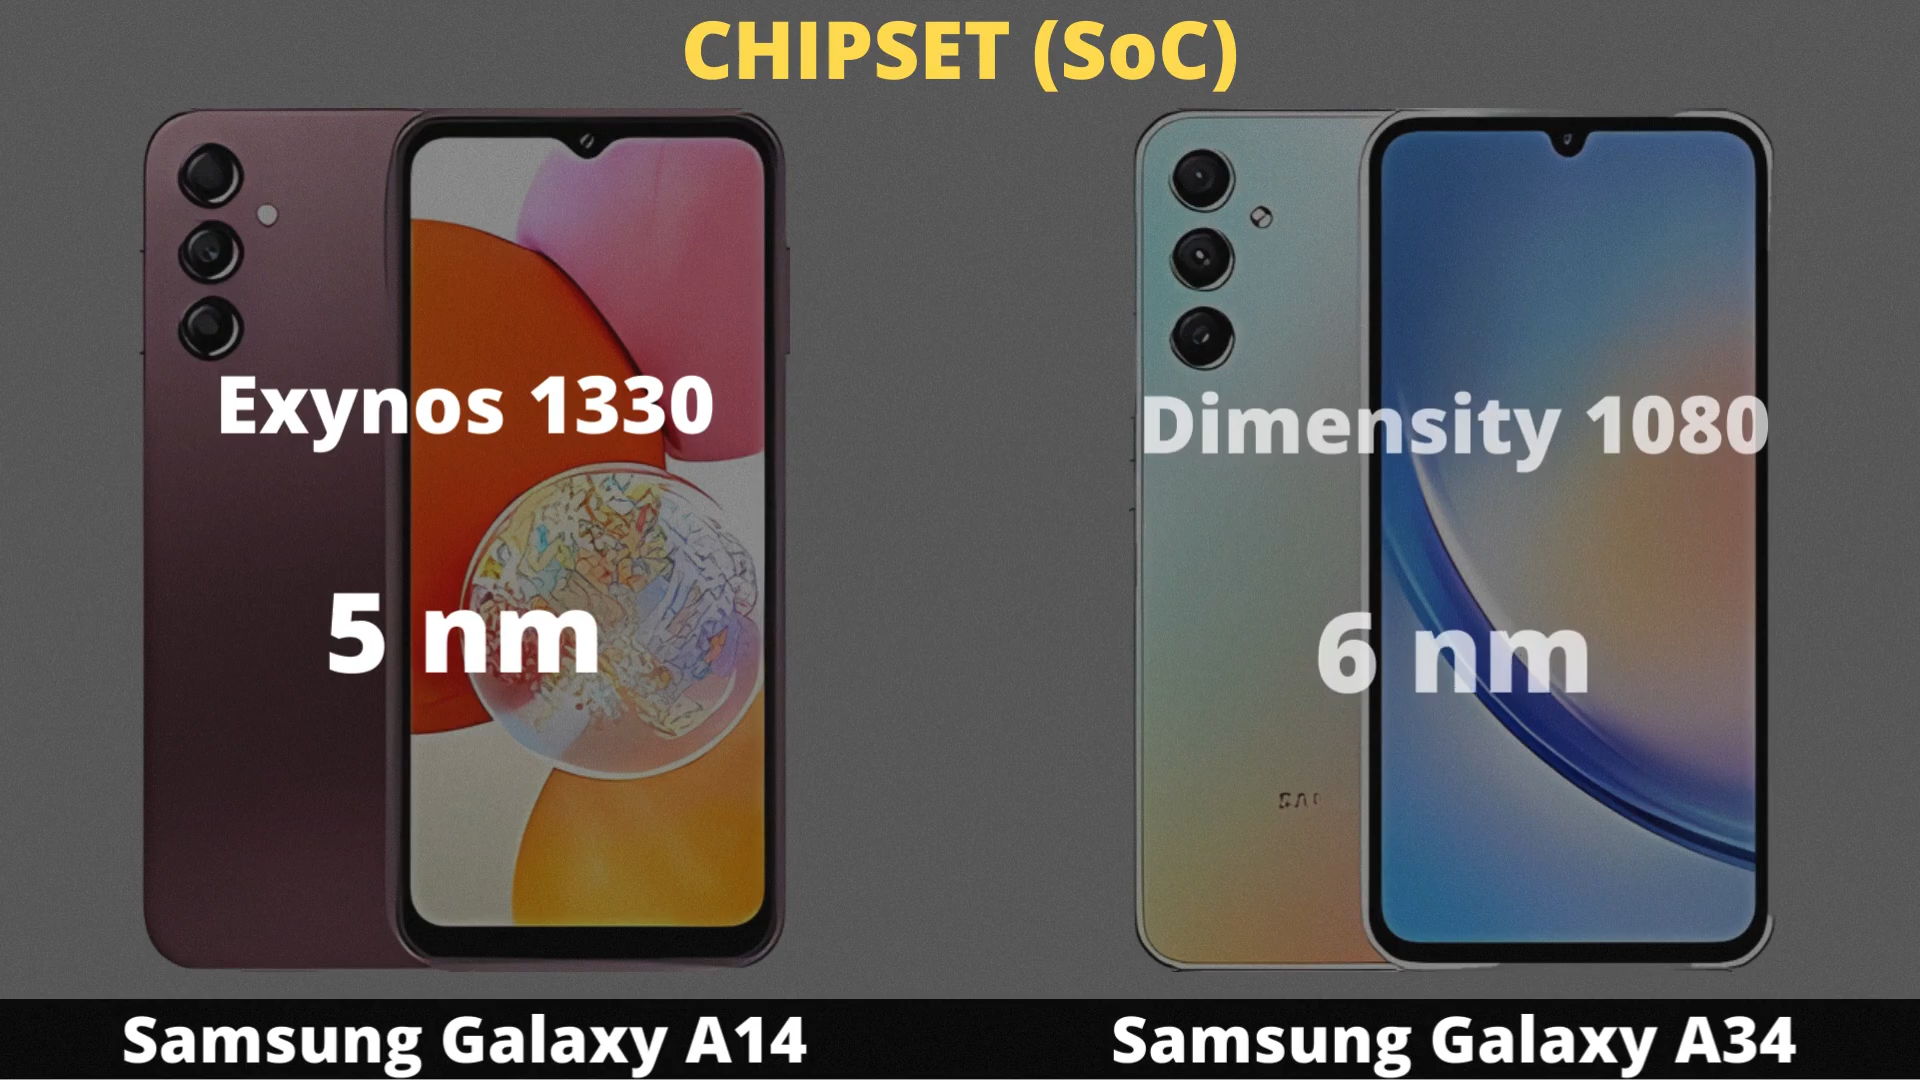 CHIPSET (SoC)
Exynos 1330
5 nm
Samsung Galaxy A14
Dimensity 1080
6 nm
Samsung Galaxy A34